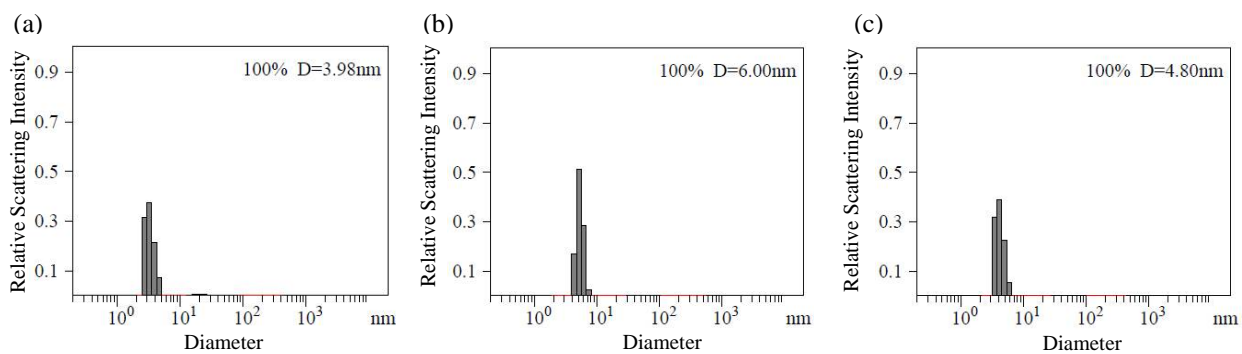 (a)
Relative Scattering Intensity
0.9
0.7
0.5
0.3
0.1
100% D=3.98nm
10⁰ 10¹ 10² 10³ nm
Diameter
(b)
Relative Scattering Intensity
0.9
0.7
0.5
0.3
0.1
100% D=6.00nm
10⁰ 10¹ 10² 10³ nm
Diameter
(c)
Relative Scattering Intensity
0.9
0.7
0.5
0.3
0.1
100% D=4.80nm
10⁰ 10¹ 10² 10³ nm
Diameter